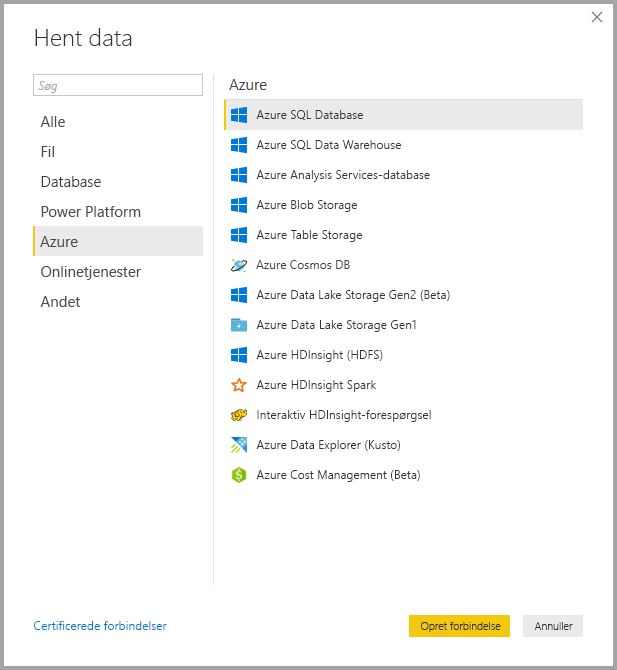 Hent data
Søg
Alle
Fil
Database
Power Platform
Azure
Onlinetjenester
Andet
Azure
Azure SQL Database
Azure SQL Data Warehouse
Azure Analysis Services-database
Azure Blob Storage
Azure Table Storage
Azure Cosmos DB
Azure Data Lake Storage Gen2 (Beta)
Azure Data Lake Storage Gen1
Azure HDInsight (HDFS)
Azure HDInsight Spark
Interaktiv HDInsight-forespørgsel
Azure Data Explorer (Kusto)
Azure Cost Management (Beta)
Certificerede forbindelser
Opret forbindelse
Annuller